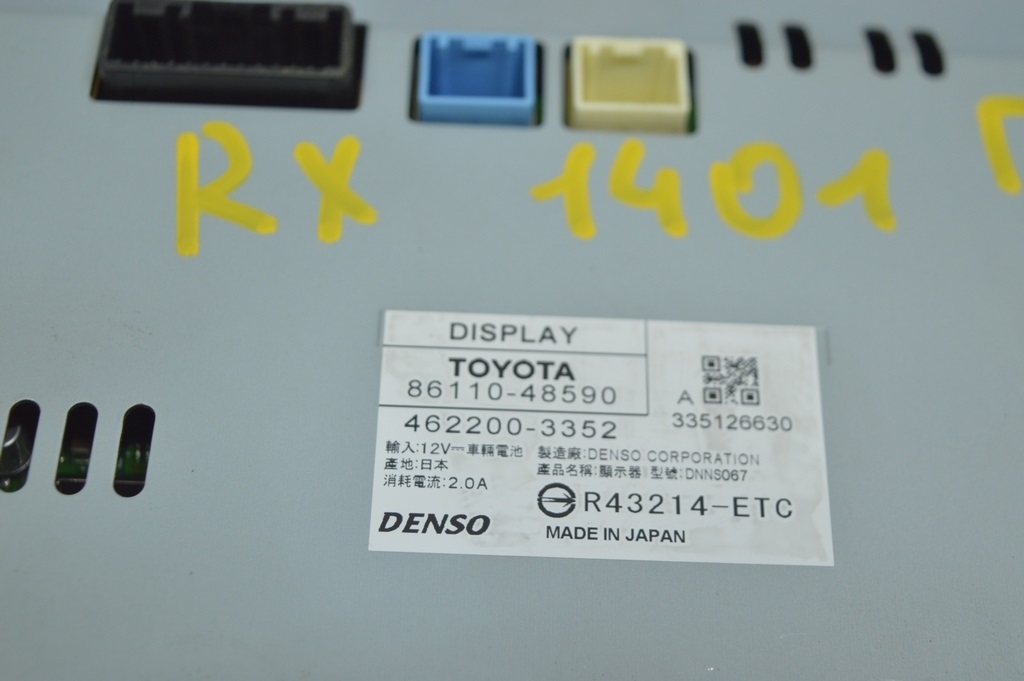 RX 1401
DISPLAY
TOYOTA
86110-48590
A
335126630
462200-3352
輸入:12V⎓車輛電池 製造廠:DENSO CORPORATION
產地:日本 產品名稱:顯示器 型號:DNNS067
消耗電流:2.0A
R43214-ETC
DENSO
MADE IN JAPAN